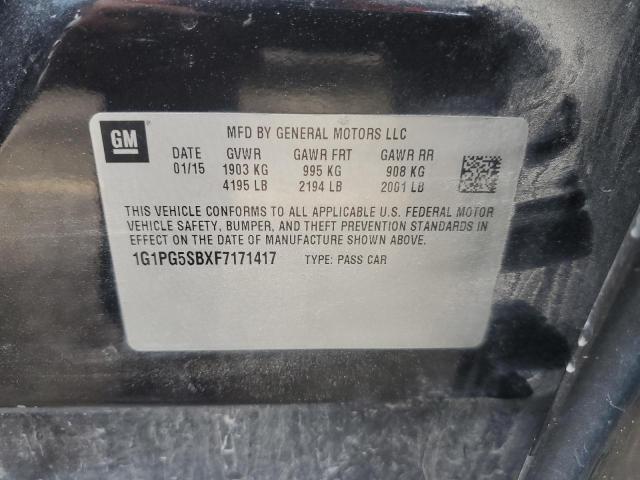 GM
MFD BY GENERAL MOTORS LLC
DATE GVWR GAWR FRT GAWR RR
01/15 1903 KG 995 KG 908 KG
4195 LB 2194 LB 2001 LB
THIS VEHICLE CONFORMS TO ALL APPLICABLE U.S. FEDERAL MOTOR
VEHICLE SAFETY, BUMPER, AND THEFT PREVENTION STANDARDS IN
EFFECT ON THE DATE OF MANUFACTURE SHOWN ABOVE.
1G1PG5SBXF7171417 TYPE: PASS CAR